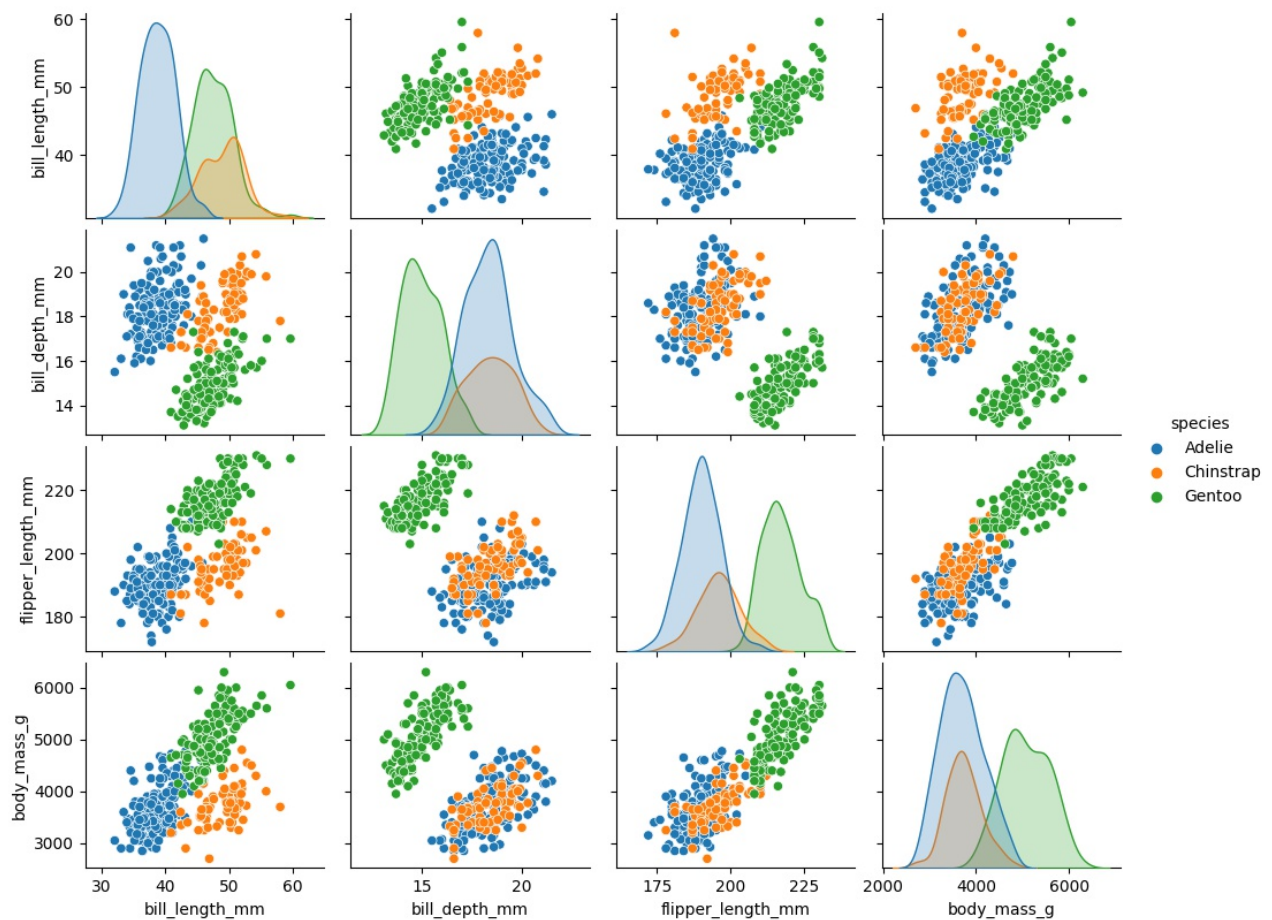 60
50
40
bill_length_mm
20
18
16
14
bill_depth_mm
220
200
180
flipper_length_mm
6000
5000
4000
3000
body_mass_g
30 40 50 60
bill_length_mm
15 20
bill_depth_mm
175 200 225
flipper_length_mm
2000 4000 6000
body_mass_g
species
Adelie
Chinstrap
Gentoo